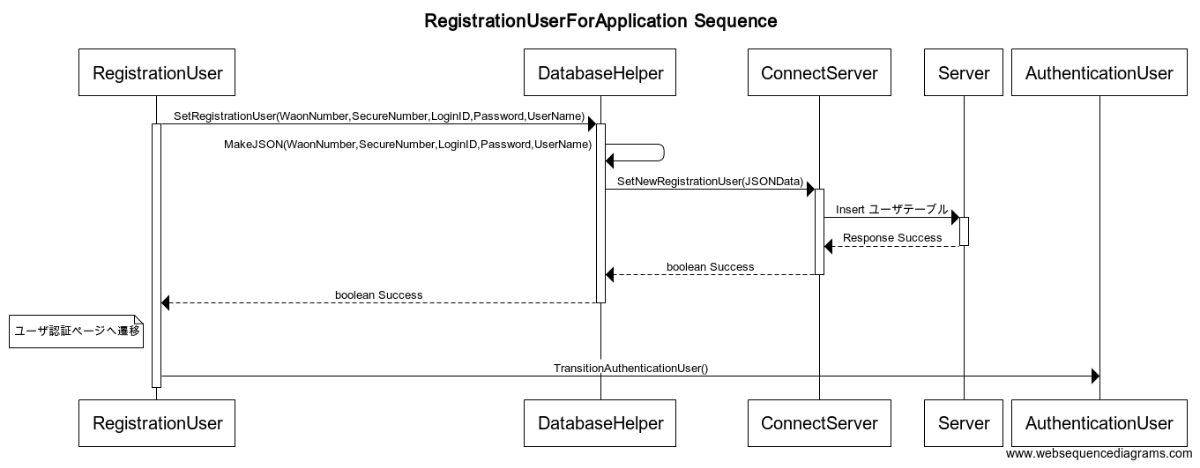 RegistrationUserForApplication Sequence
RegistrationUser
DatabaseHelper
ConnectServer
Server
AuthenticationUser
SetRegistrationUser(WaonNumber,SecureNumber,LoginID,Password,UserName)
MakeJSON(WaonNumber,SecureNumber,LoginID,Password,UserName)
SetNewRegistrationUser(JSONData)
Insert ユーザテーブル
Response Success
boolean Success
boolean Success
ユーザ認証ページへ遷移
TransitionAuthenticationUser()
RegistrationUser
DatabaseHelper
ConnectServer
Server
AuthenticationUser
www.websequencediagrams.com